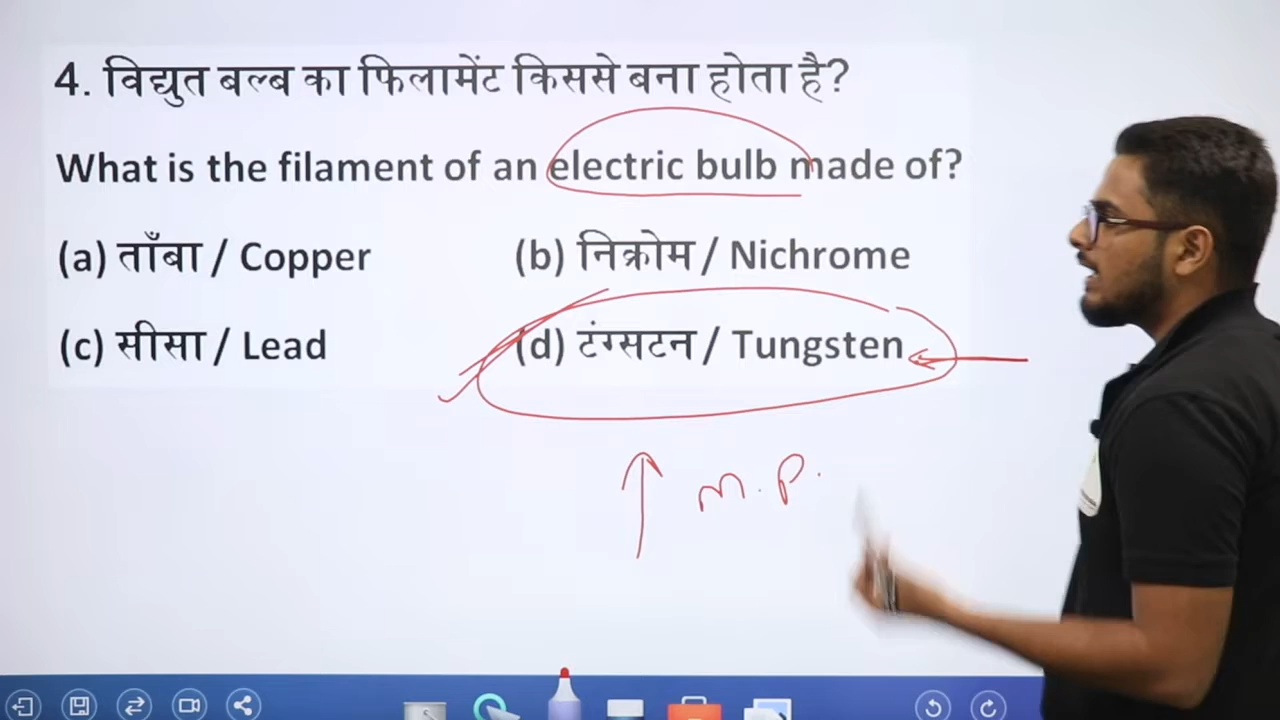 4. विद्युत बल्ब का फिलामेंट किससे बना होता है?
What is the filament of an electric bulb made of?
(a) ताँबा / Copper (b) निक्रोम / Nichrome
(c) सीसा / Lead (d) टंग्सटन / Tungsten
M.P.